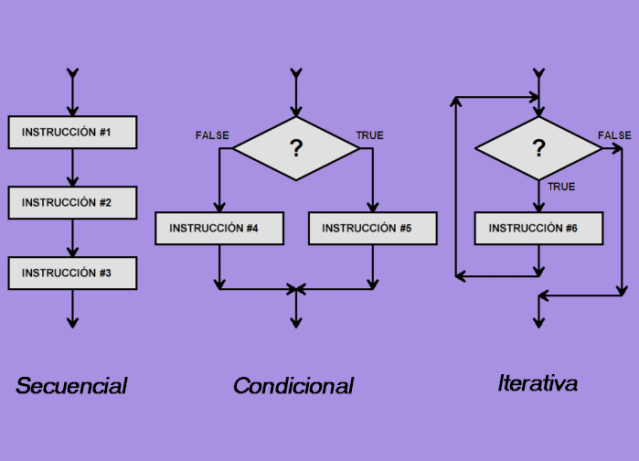 INSTRUCCIÓN #1
INSTRUCCIÓN #2
INSTRUCCIÓN #3
Secuencial
FALSE
TRUE
?
INSTRUCCIÓN #4
INSTRUCCIÓN #5
Condicional
?
FALSE
TRUE
INSTRUCCIÓN #6
Iterativa